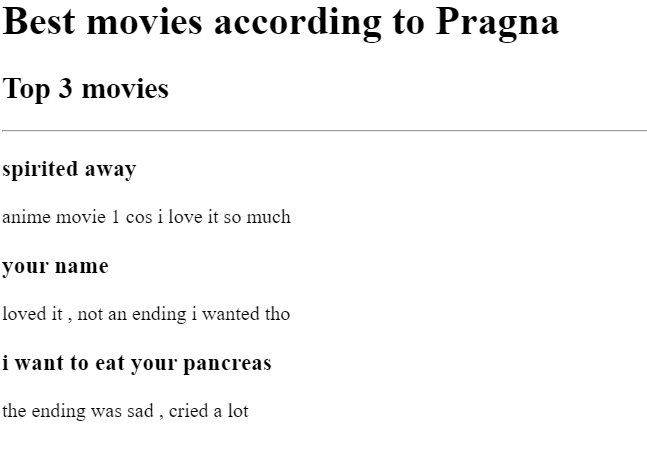 Best movies according to Pragna
Top 3 movies
spirited away
anime movie 1 cos i love it so much
your name
loved it , not an ending i wanted tho
i want to eat your pancreas
the ending was sad , cried a lot